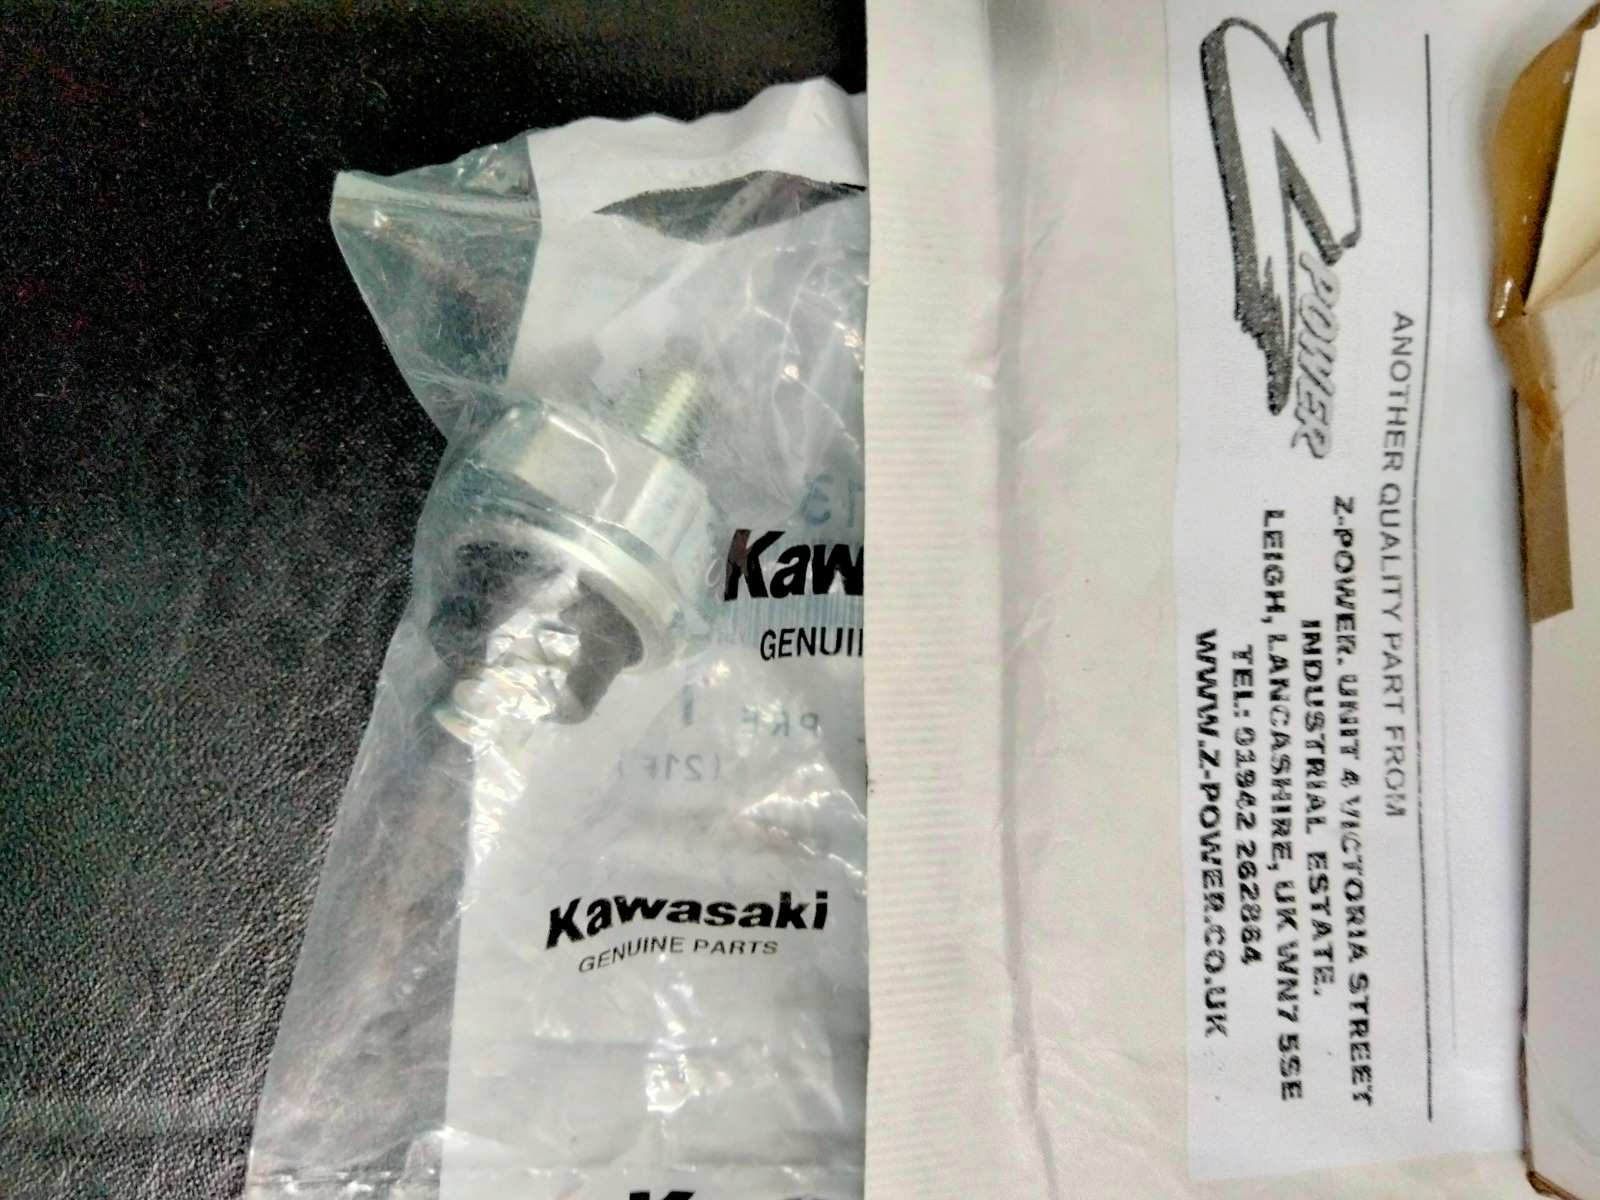 Kaw
GENUI
Kawasaki
GENUINE PARTS
ANOTHER QUALITY PART FROM
Z POWER
Z-POWER. UNIT 4 VICTORIA STREET
INDUSTRIAL ESTATE.
LEIGH, LANCASHIRE, UK WN7 5SE
TEL: 01942 262864
WWW.Z-POWER.CO.UK